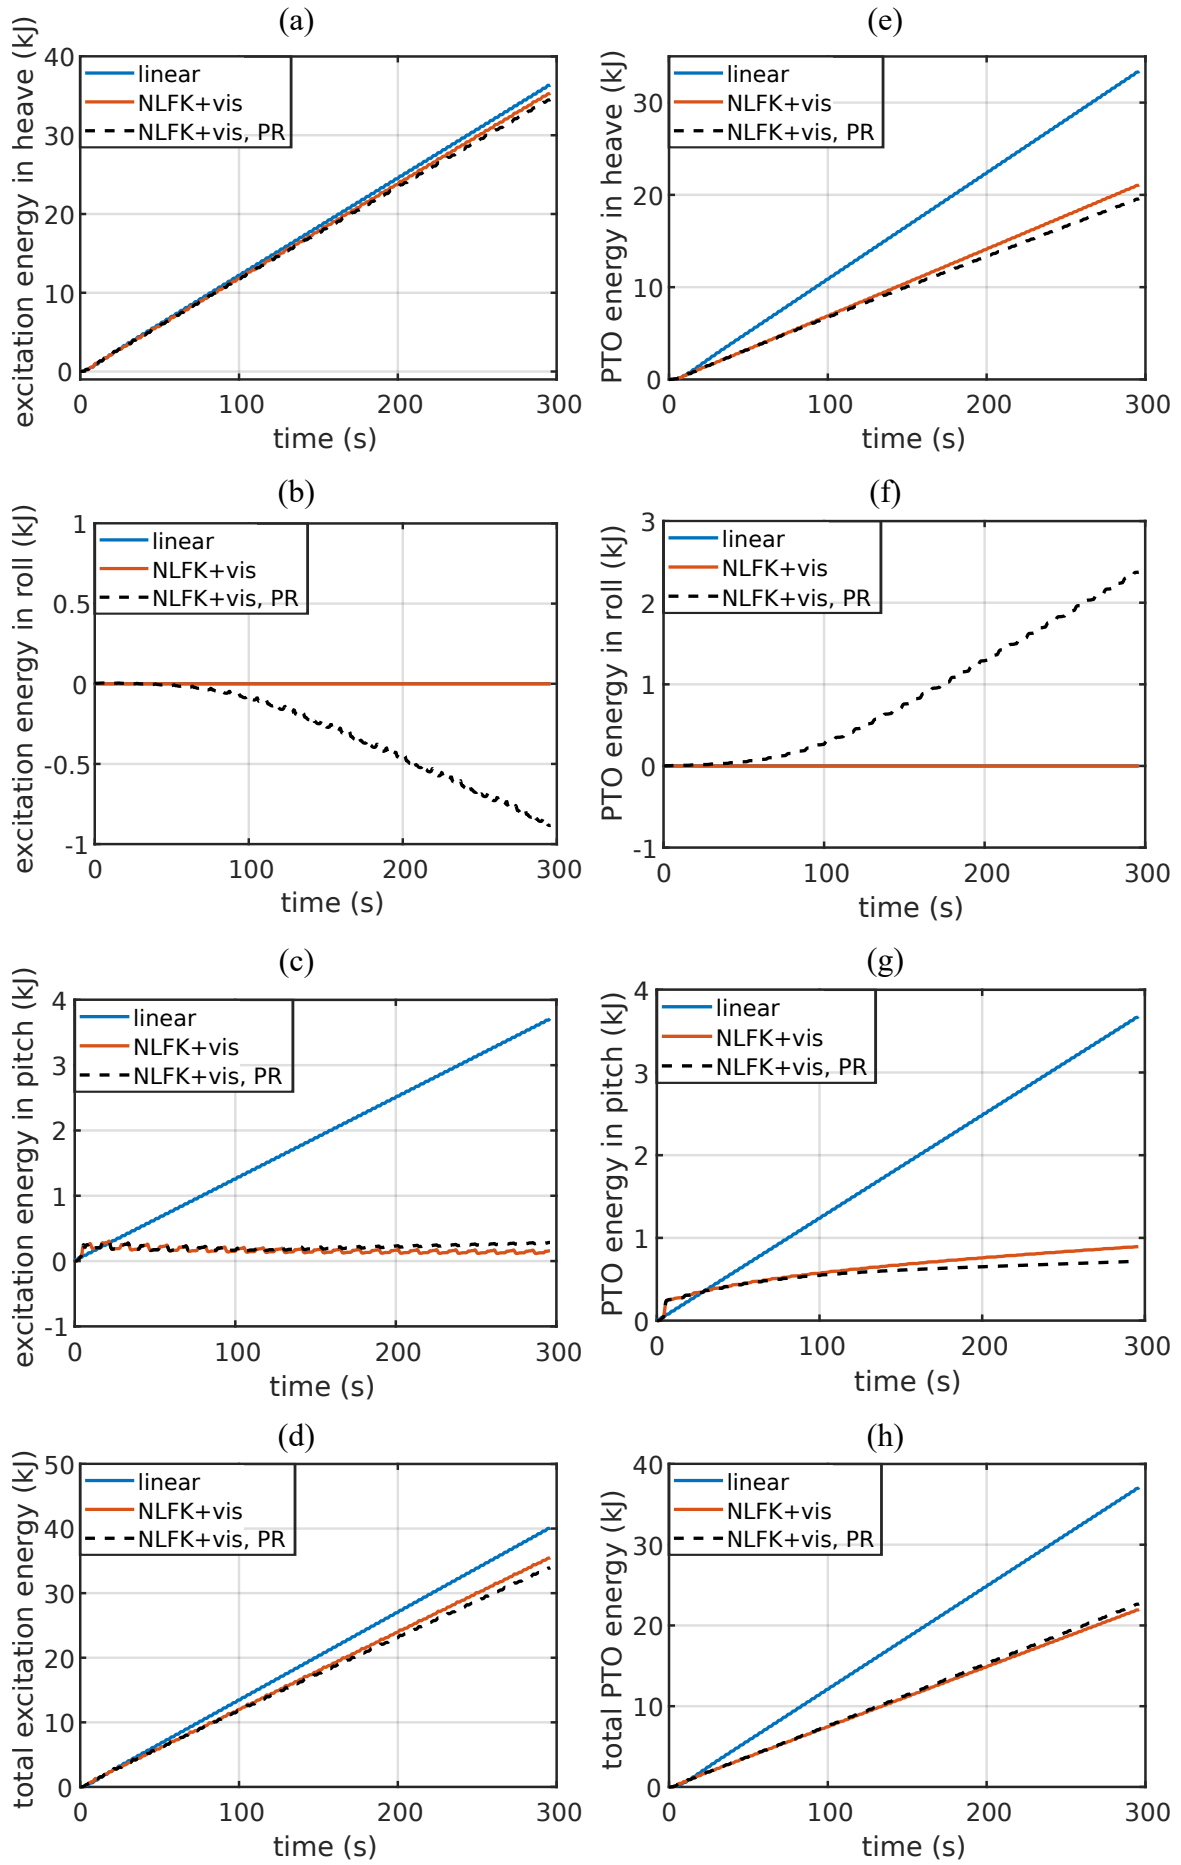 (a)
excitation energy in heave (kJ)
linear
NLFK+vis
NLFK+vis, PR
40
30
20
10
0
0 100 200 300
time (s)
(e)
PTO energy in heave (kJ)
linear
NLFK+vis
NLFK+vis, PR
30
20
10
0
0 100 200 300
time (s)
(b)
excitation energy in roll (kJ)
linear
NLFK+vis
NLFK+vis, PR
1
0.5
0
-0.5
-1
0 100 200 300
time (s)
(f)
PTO energy in roll (kJ)
linear
NLFK+vis
NLFK+vis, PR
3
2
1
0
-1
0 100 200 300
time (s)
(c)
excitation energy in pitch (kJ)
linear
NLFK+vis
NLFK+vis, PR
4
3
2
1
0
-1
0 100 200 300
time (s)
(g)
PTO energy in pitch (kJ)
linear
NLFK+vis
NLFK+vis, PR
4
3
2
1
0
0 100 200 300
time (s)
(d)
total excitation energy (kJ)
linear
NLFK+vis
NLFK+vis, PR
50
40
30
20
10
0
0 100 200 300
time (s)
(h)
total PTO energy (kJ)
linear
NLFK+vis
NLFK+vis, PR
40
30
20
10
0
0 100 200 300
time (s)